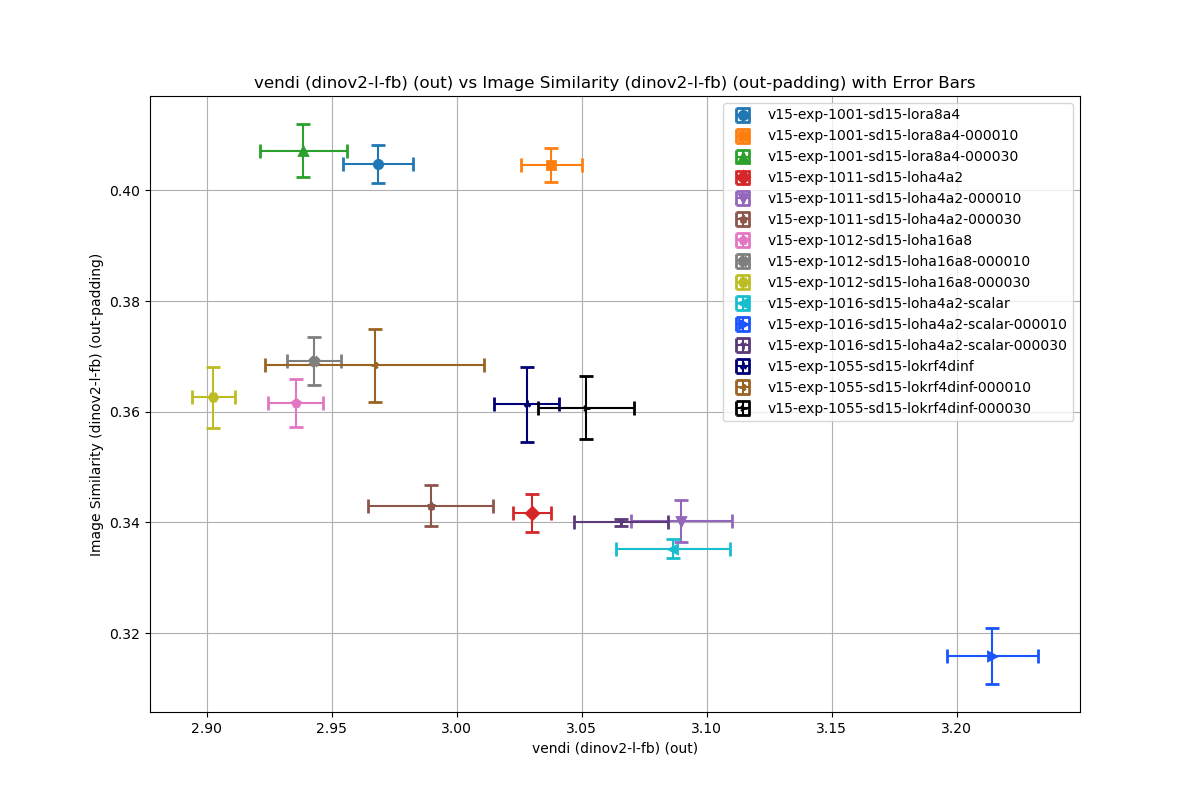 vendi (dinov2-l-fb) (out) vs Image Similarity (dinov2-l-fb) (out-padding) with Error Bars
v15-exp-1001-sd15-lora8a4
v15-exp-1001-sd15-lora8a4-000010
v15-exp-1001-sd15-lora8a4-000030
v15-exp-1011-sd15-loha4a2
v15-exp-1011-sd15-loha4a2-000010
v15-exp-1011-sd15-loha4a2-000030
v15-exp-1012-sd15-loha16a8
v15-exp-1012-sd15-loha16a8-000010
v15-exp-1012-sd15-loha16a8-000030
v15-exp-1016-sd15-loha4a2-scalar
v15-exp-1016-sd15-loha4a2-scalar-000010
v15-exp-1016-sd15-loha4a2-scalar-000030
v15-exp-1055-sd15-lokrf4dinf
v15-exp-1055-sd15-lokrf4dinf-000010
v15-exp-1055-sd15-lokrf4dinf-000030
Image Similarity (dinov2-l-fb) (out-padding)
0.40
0.38
0.36
0.34
0.32
2.90 2.95 3.00 3.05 3.10 3.15 3.20
vendi (dinov2-l-fb) (out)